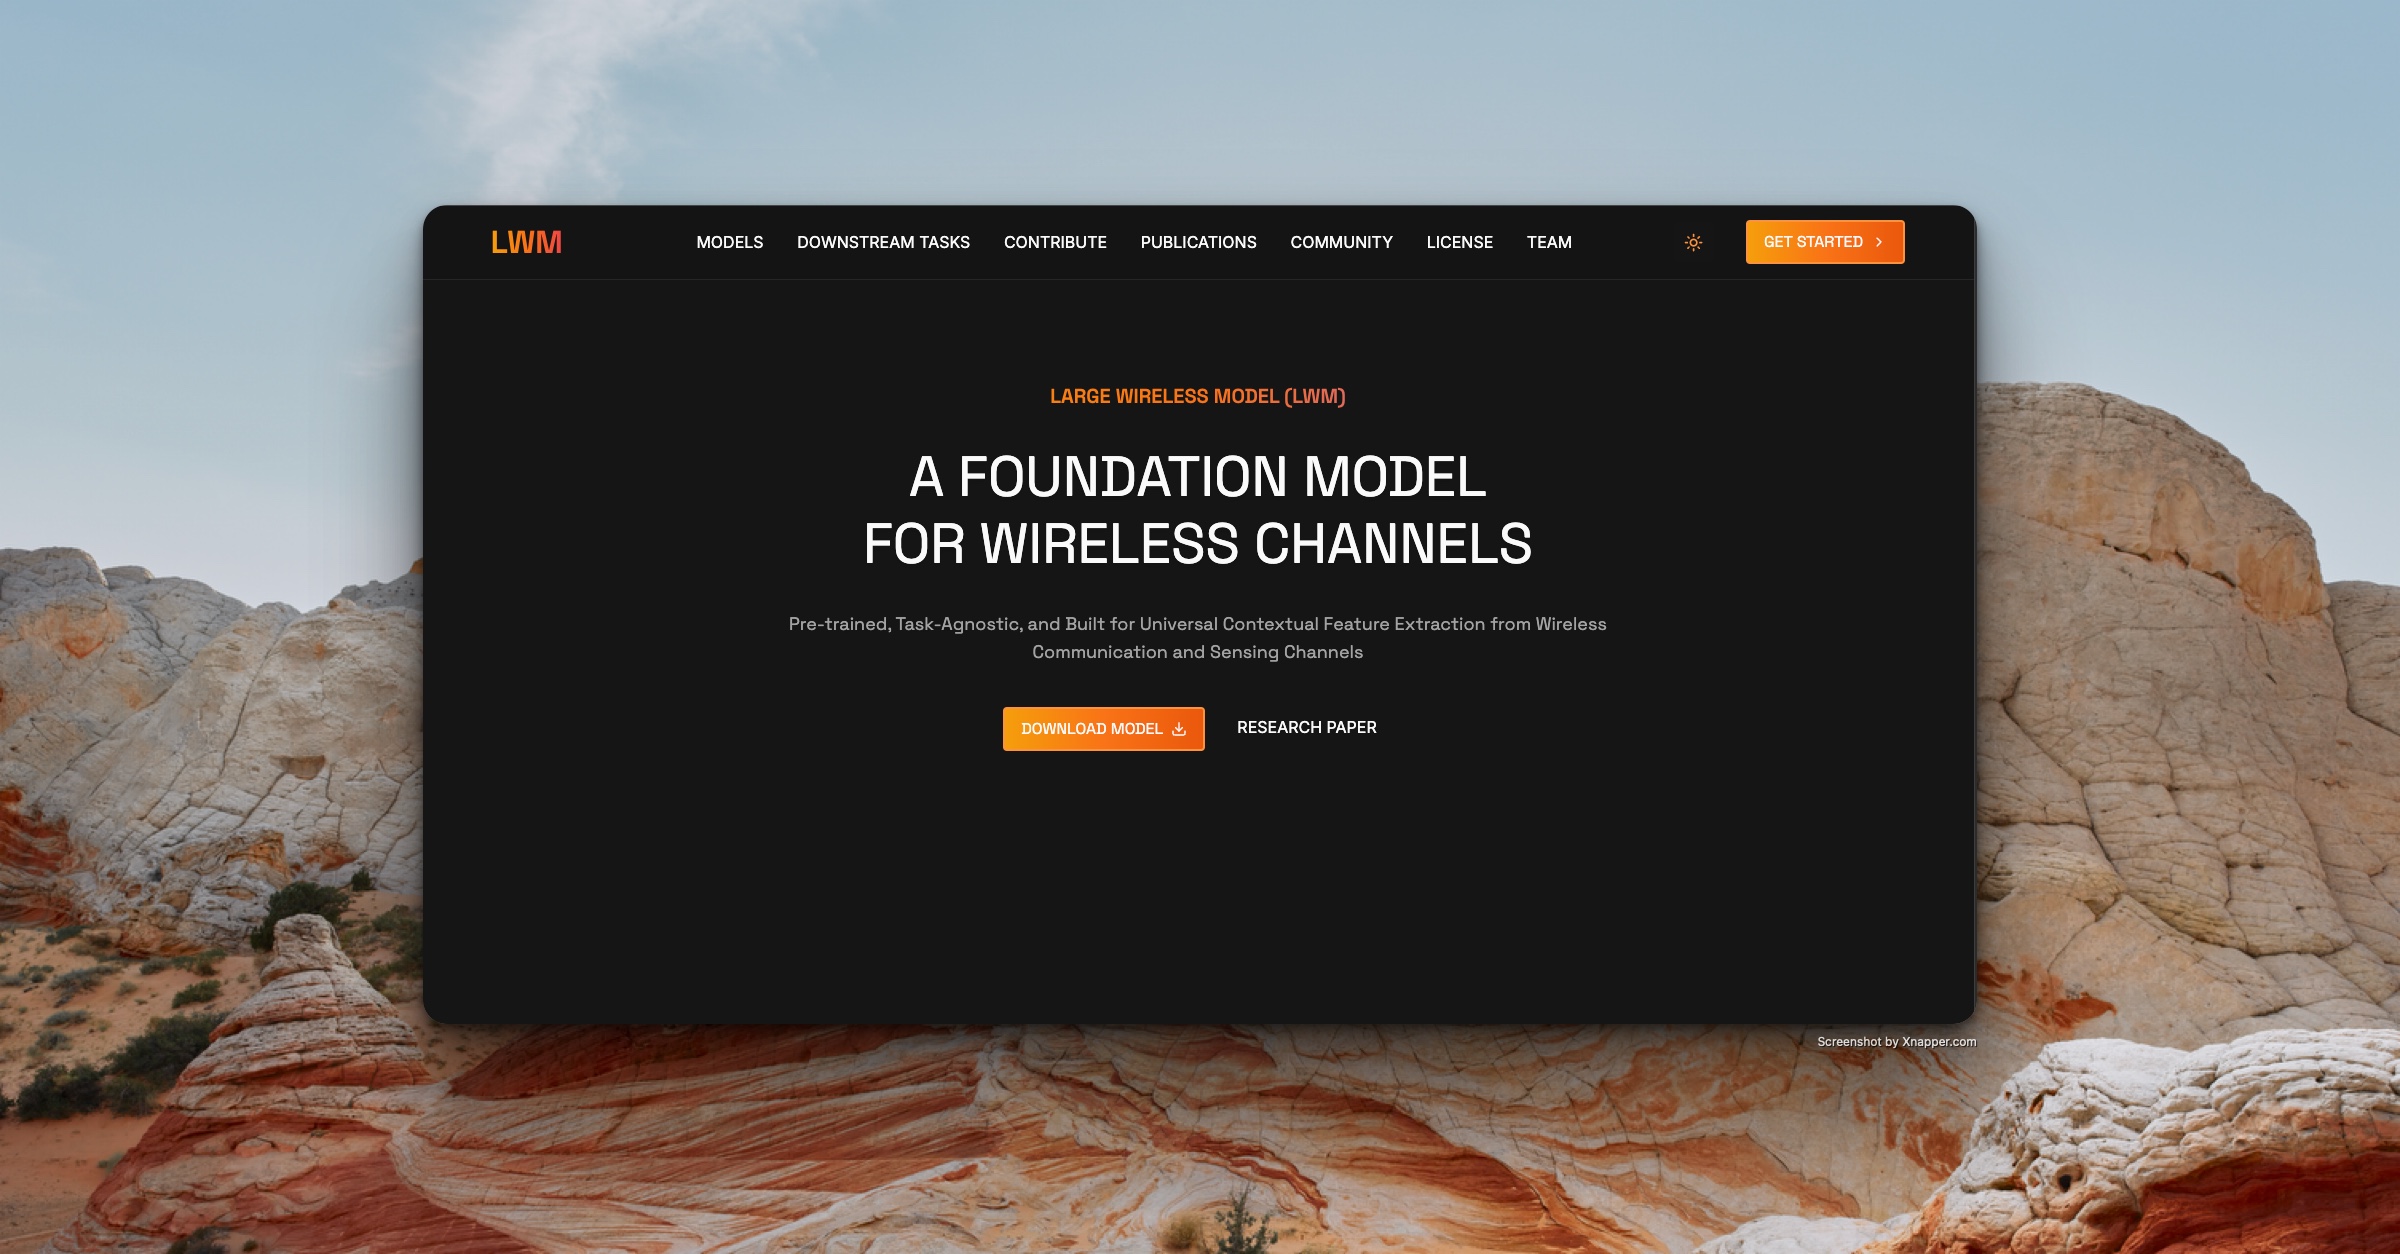 LWM
MODELS DOWNSTREAM TASKS CONTRIBUTE PUBLICATIONS COMMUNITY LICENSE TEAM
GET STARTED
LARGE WIRELESS MODEL (LWM)
A FOUNDATION MODEL
FOR WIRELESS CHANNELS
Pre-trained, Task-Agnostic, and Built for Universal Contextual Feature Extraction from Wireless
Communication and Sensing Channels
DOWNLOAD MODEL
RESEARCH PAPER
Screenshot by Xnapper.com